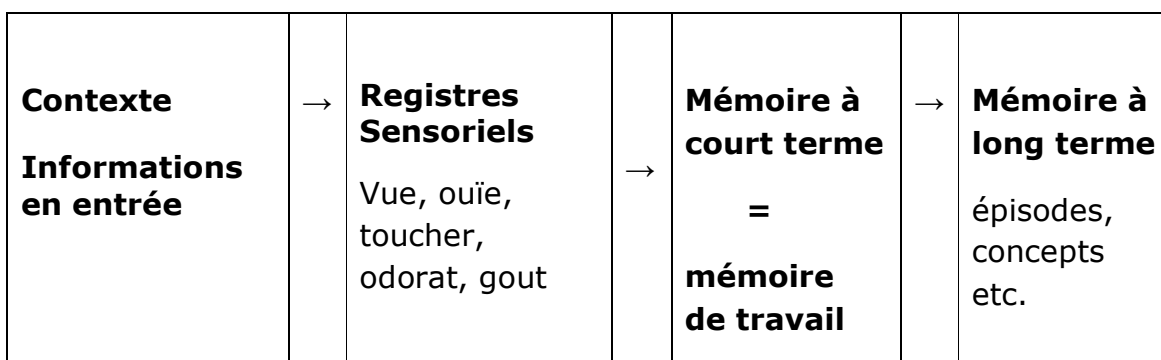 Contexte
Informations
en entrée
→
Registres
Sensoriels
Vue, ouïe,
toucher,
odorat, gout
→
Mémoire à
court terme
=
mémoire
de travail
→
Mémoire à
long terme
épisodes,
concepts
etc.